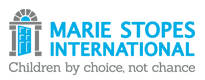 MARIE STOPES
INTERNATIONAL
Children by choice, not chance